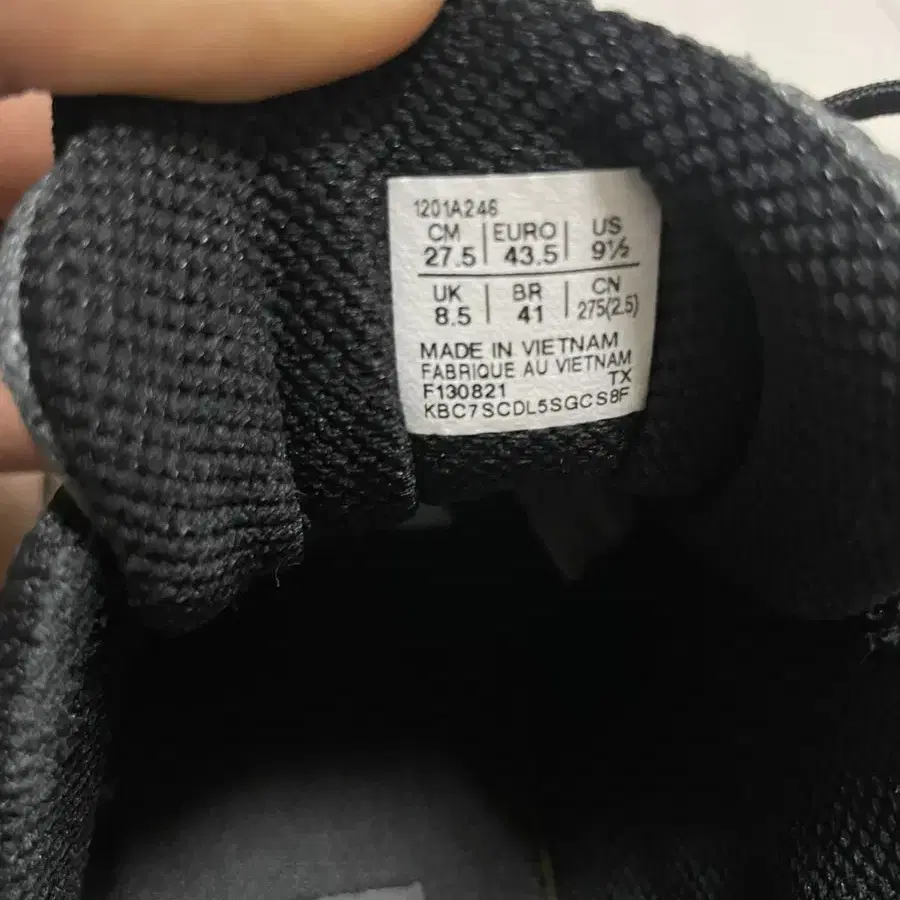 1201A246
CM | EURO | US
27.5 | 43.5 | 9½
UK | BR | CN
8.5 | 41 | 275(2.5)
MADE IN VIETNAM
FABRIQUE AU VIETNAM
F130821 TX
KBC7SCDL5SGCS8F